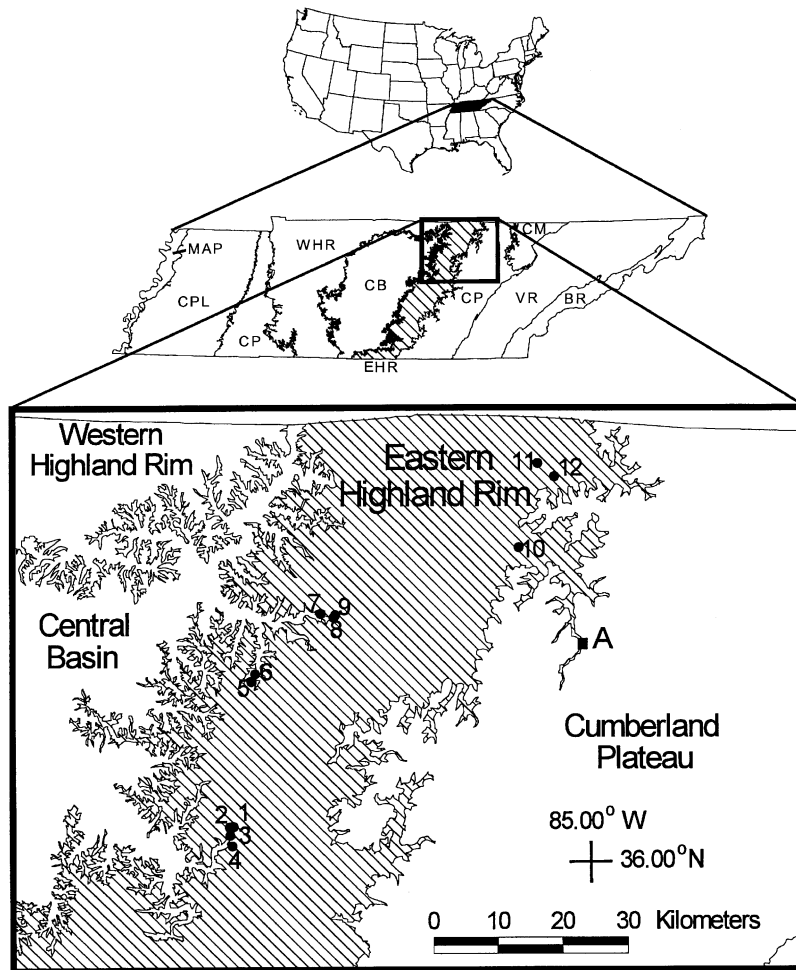 MAP
WHR
CM
CPL
CB
CP
VR
BR
CP
EHR
Western
Highland Rim
Eastern
Highland Rim
11
12
10
Central
Basin
7
9
8
A
6
5
Cumberland
Plateau
2 1
3
4
85.00° W
36.00°N
0 10 20 30 Kilometers